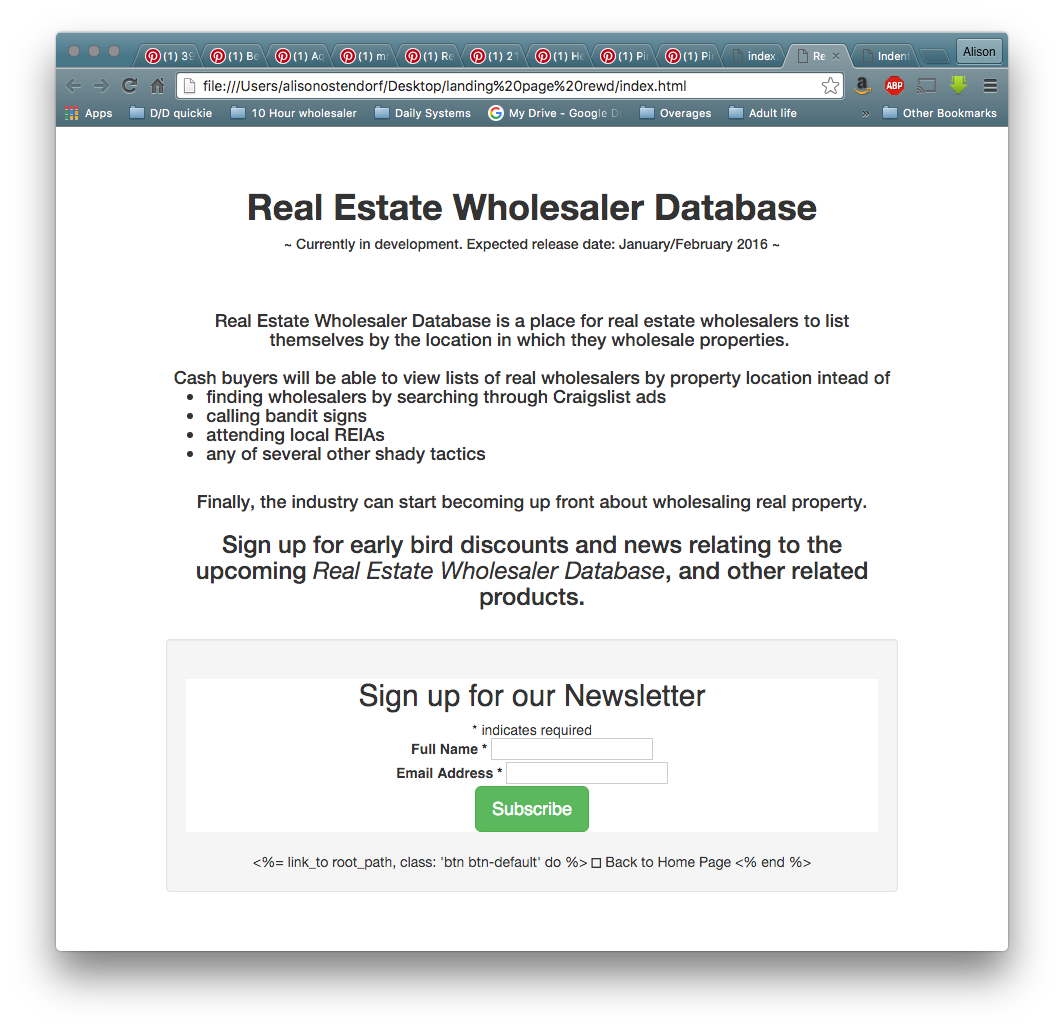 (1) 39
(1) Be
(1) Ac
(1) m
(1) Re
(1) 21
(1) He
(1) Pi
(1) Pi
index
Re
Indent
Alison
file:///Users/alisonostendorf/Desktop/landing%20page%20rewd/index.html
ABP
Apps
D/D quickie
10 Hour wholesaler
Daily Systems
My Drive - Google D
Overages
Adult life
»
Other Bookmarks
Real Estate Wholesaler Database
~ Currently in development. Expected release date: January/February 2016 ~
Real Estate Wholesaler Database is a place for real estate wholesalers to list
themselves by the location in which they wholesale properties.
Cash buyers will be able to view lists of real wholesalers by property location intead of
• finding wholesalers by searching through Craigslist ads
• calling bandit signs
• attending local REIAs
• any of several other shady tactics
Finally, the industry can start becoming up front about wholesaling real property.
Sign up for early bird discounts and news relating to the
upcoming Real Estate Wholesaler Database, and other related
products.
Sign up for our Newsletter
* indicates required
Full Name *
Email Address *
Subscribe
<%= link_to root_path, class: 'btn btn-default' do %> □ Back to Home Page <% end %>